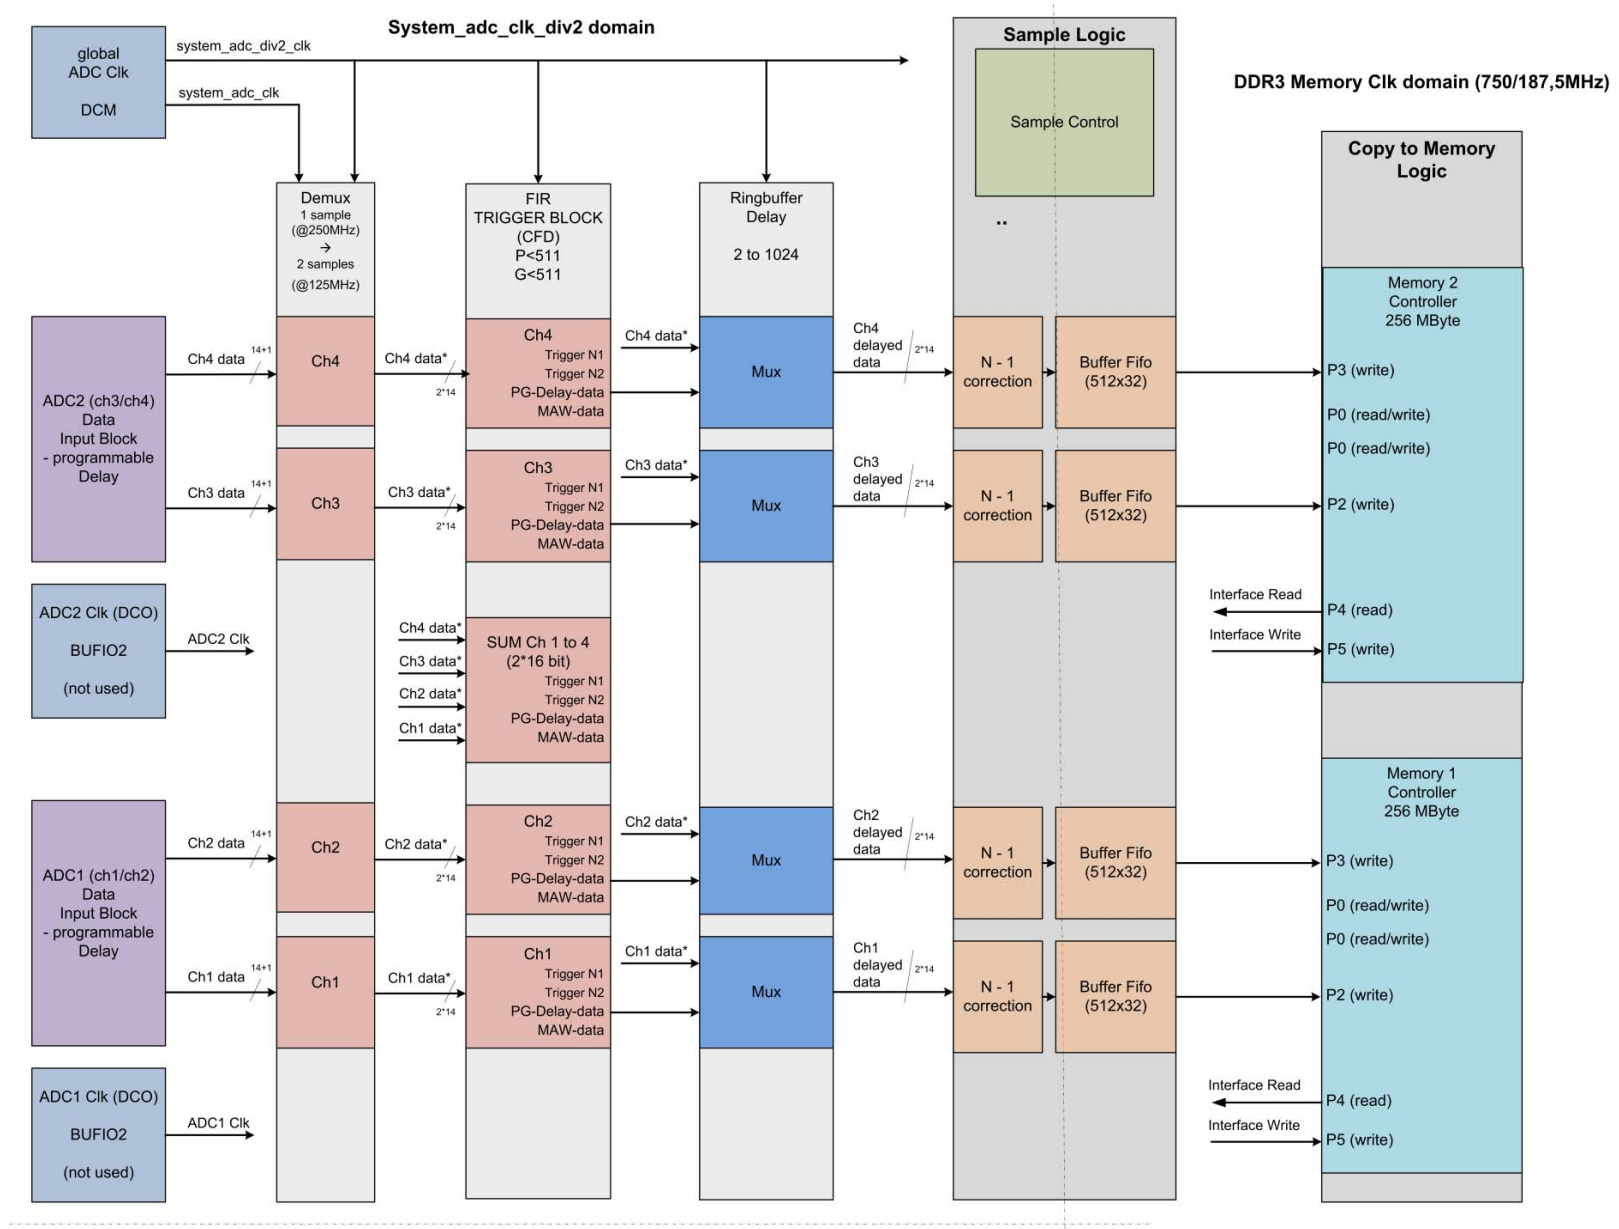 System_adc_clk_div2 domain
global
ADC Clk
DCM
system_adc_div2_clk
system_adc_clk
Sample Logic
Sample Control
..
DDR3 Memory Clk domain (750/187,5MHz)
Copy to Memory
Logic
Demux
1 sample
(@250MHz)
→
2 samples
(@125MHz)
FIR
TRIGGER BLOCK
(CFD)
P<511
G<511
Ringbuffer
Delay
2 to 1024
ADC2 (ch3/ch4)
Data
Input Block
- programmable
Delay
Ch4 data
14+1
Ch4
Ch4 data*
2*14
Ch4
Trigger N1
Trigger N2
PG-Delay-data
MAW-data
Ch4 data*
Mux
Ch4
delayed
data
2*14
N - 1
correction
Buffer Fifo
(512x32)
Ch3 data
14+1
Ch3
Ch3 data*
2*14
Ch3
Trigger N1
Trigger N2
PG-Delay-data
MAW-data
Ch3 data*
Mux
Ch3
delayed
data
2*14
N - 1
correction
Buffer Fifo
(512x32)
Memory 2
Controller
256 MByte
P3 (write)
P0 (read/write)
P0 (read/write)
P2 (write)
Interface Read
P4 (read)
Interface Write
P5 (write)
ADC2 Clk (DCO)
BUFIO2
(not used)
ADC2 Clk
Ch4 data*
Ch3 data*
Ch2 data*
Ch1 data*
SUM Ch 1 to 4
(2*16 bit)
Trigger N1
Trigger N2
PG-Delay-data
MAW-data
ADC1 (ch1/ch2)
Data
Input Block
- programmable
Delay
Ch2 data
14+1
Ch2
Ch2 data*
2*14
Ch2
Trigger N1
Trigger N2
PG-Delay-data
MAW-data
Ch2 data*
Mux
Ch2
delayed
data
2*14
N - 1
correction
Buffer Fifo
(512x32)
Ch1 data
14+1
Ch1
Ch1 data*
2*14
Ch1
Trigger N1
Trigger N2
PG-Delay-data
MAW-data
Ch1 data*
Mux
Ch1
delayed
data
2*14
N - 1
correction
Buffer Fifo
(512x32)
Memory 1
Controller
256 MByte
P3 (write)
P0 (read/write)
P0 (read/write)
P2 (write)
Interface Read
P4 (read)
Interface Write
P5 (write)
ADC1 Clk (DCO)
BUFIO2
(not used)
ADC1 Clk